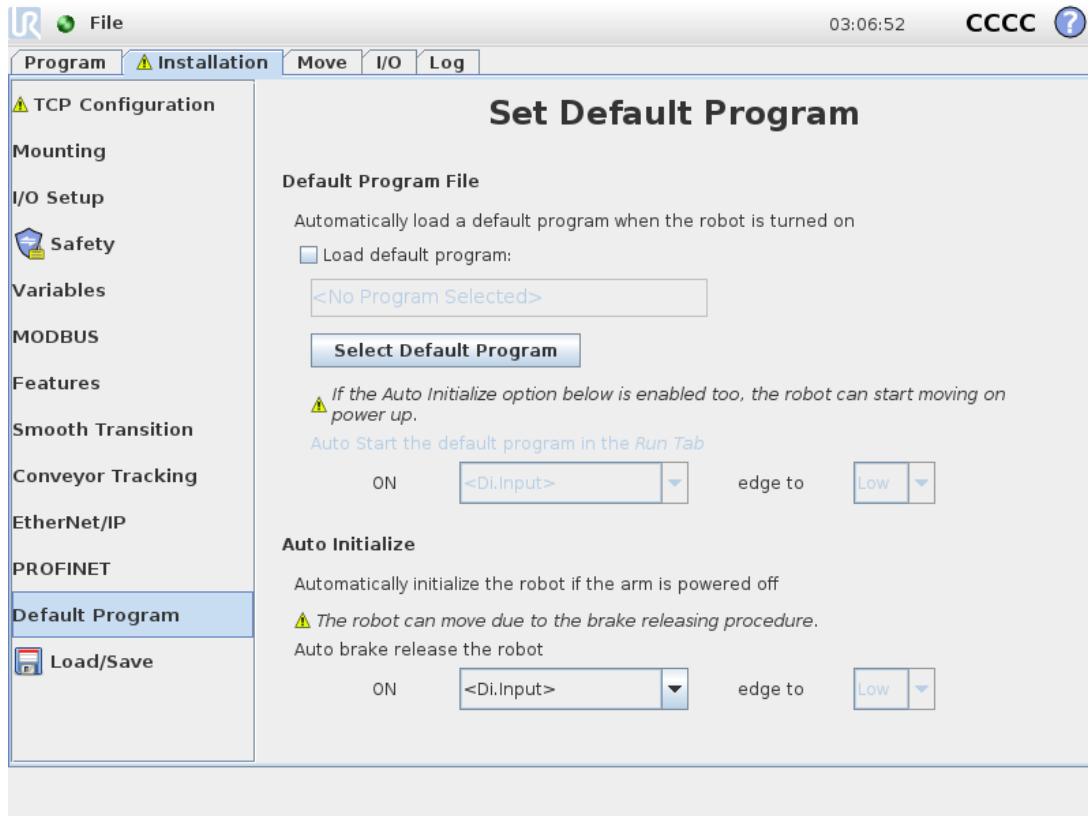 UR File 03:06:52 CCCC ?
Program Installation Move I/O Log
TCP Configuration
Mounting
I/O Setup
Safety
Variables
MODBUS
Features
Smooth Transition
Conveyor Tracking
EtherNet/IP
PROFINET
Default Program
Load/Save
Set Default Program
Default Program File
Automatically load a default program when the robot is turned on
Load default program:
<No Program Selected>
Select Default Program
If the Auto Initialize option below is enabled too, the robot can start moving on
power up.
Auto Start the default program in the Run Tab
ON <Di.Input> edge to Low
Auto Initialize
Automatically initialize the robot if the arm is powered off
The robot can move due to the brake releasing procedure.
Auto brake release the robot
ON <Di.Input> edge to Low